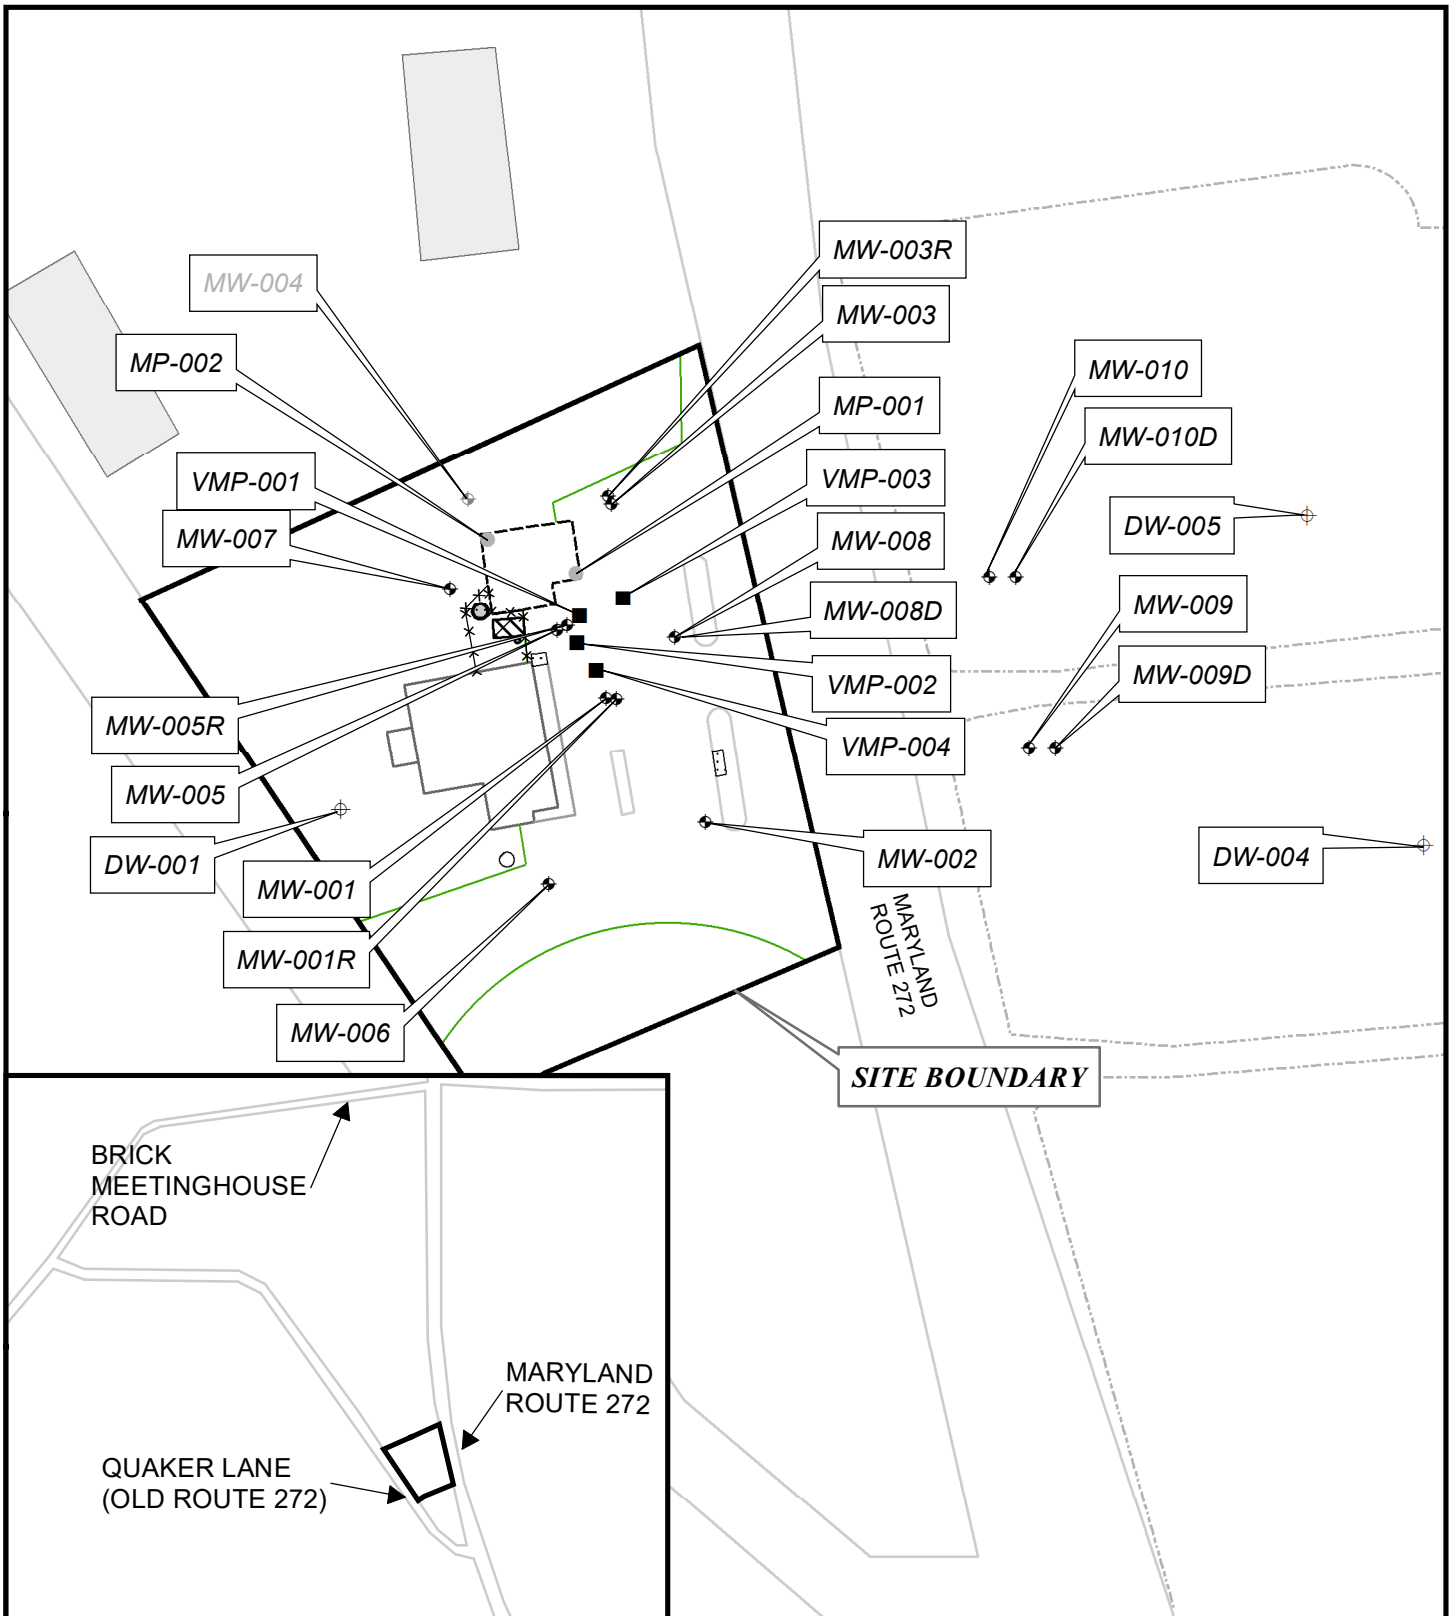 MW-003R
MW-004
MW-003
MP-002
MW-010
MP-001
MW-010D
VMP-001
VMP-003
DW-005
MW-007
MW-008
MW-009
MW-008D
MW-009D
VMP-002
MW-005R
VMP-004
MW-005
DW-001
MW-002
DW-004
MW-001
MARYLAND
ROUTE 272
MW-001R
MW-006
SITE BOUNDARY
BRICK
MEETINGHOUSE
ROAD
MARYLAND
ROUTE 272
QUAKER LANE
(OLD ROUTE 272)